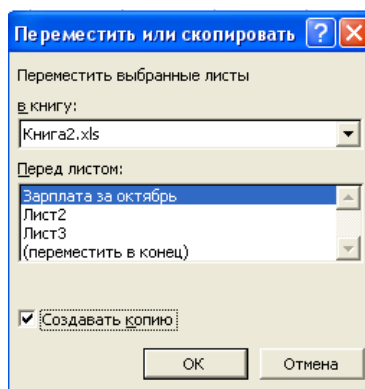 Переместить или скопировать
Переместить выбранные листы
в книгу:
Книга2.xls
Перед листом:
Зарплата за октябрь
Лист2
Лист3
(переместить в конец)
Создавать копию
ОК
Отмена